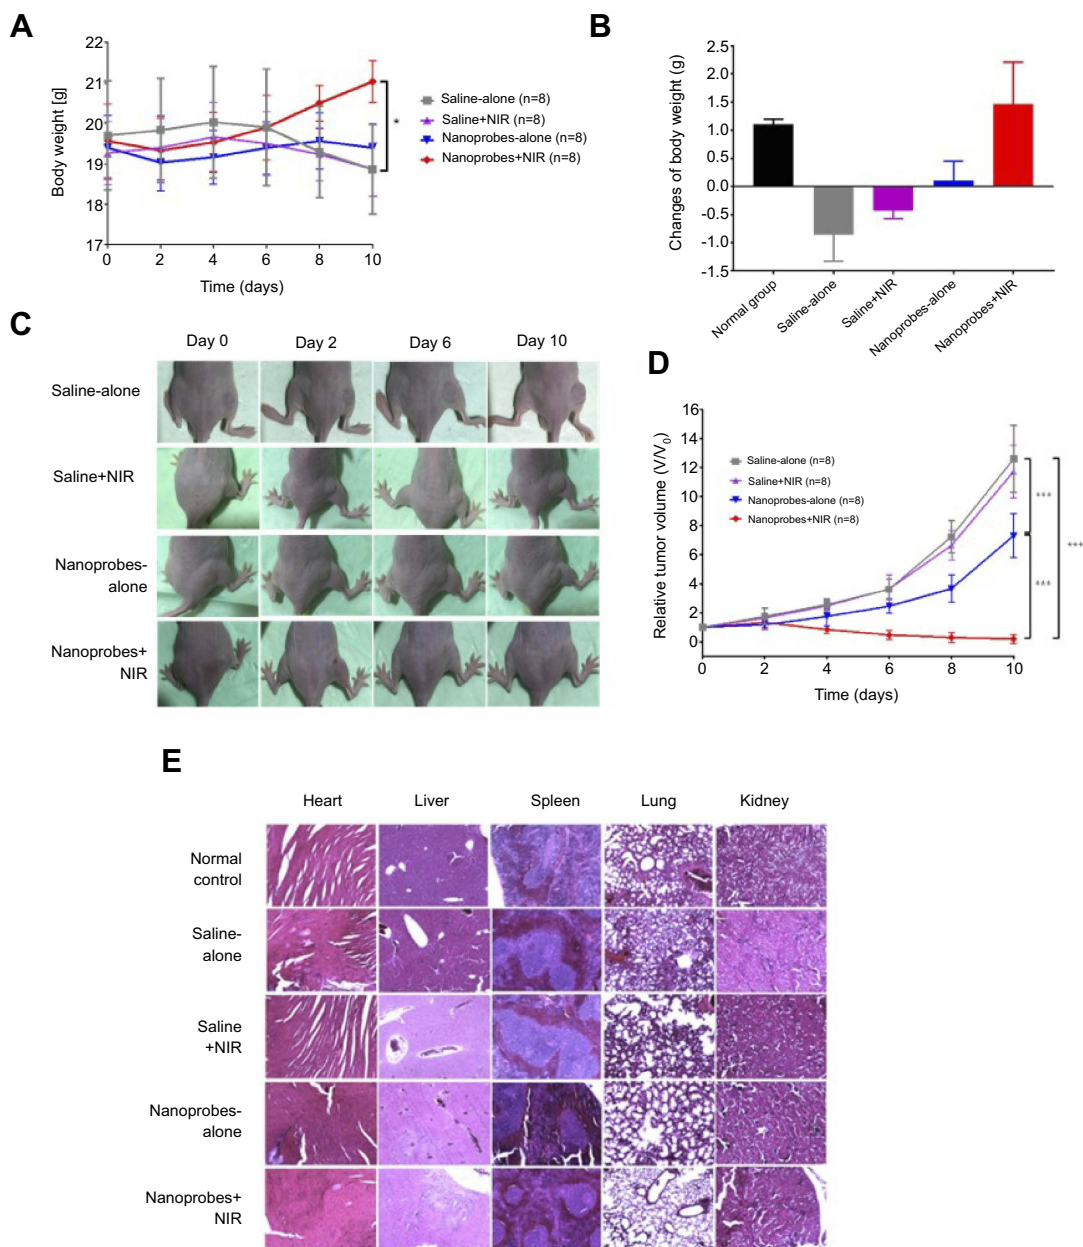 A
22
21
20
19
18
17
Body weight [g]
0 2 4 6 8 10
Time (days)
Saline-alone (n=8)
Saline+NIR (n=8)
Nanoprobes-alone (n=8)
Nanoprobes+NIR (n=8)
*
B
2.5
2.0
1.5
1.0
0.5
0.0
-0.5
-1.0
-1.5
Changes of body weight (g)
Normal group
Saline-alone
Saline+NIR
Nanoprobes-alone
Nanoprobes+NIR
C
Day 0 Day 2 Day 6 Day 10
Saline-alone
Saline+NIR
Nanoprobes-
alone
Nanoprobes+
NIR
D
16
14
12
10
8
6
4
2
0
Relative tumor volume (V/V₀)
0 2 4 6 8 10
Time (days)
Saline-alone (n=8)
Saline+NIR (n=8)
Nanoprobes-alone (n=8)
Nanoprobes+NIR (n=8)
***
***
***
E
Heart Liver Spleen Lung Kidney
Normal
control
Saline-
alone
Saline
+NIR
Nanoprobes-
alone
Nanoprobes+
NIR